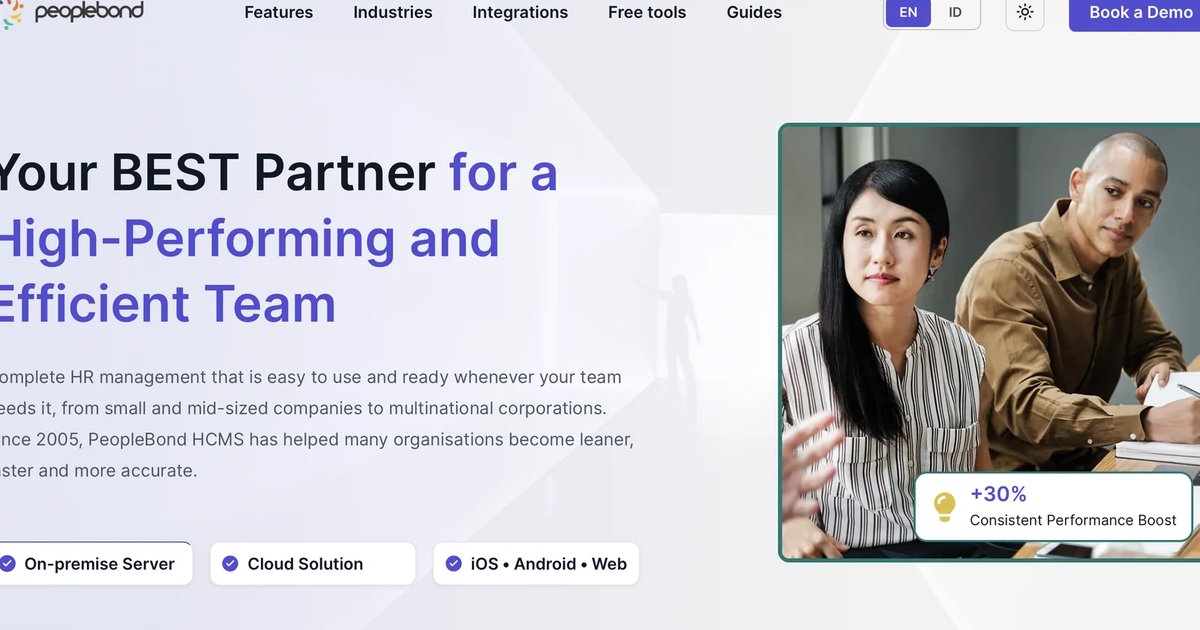 peoplebond
Features
Industries
Integrations
Free tools
Guides
EN
ID
Book a Demo
Your BEST Partner for a
High-Performing and
Efficient Team
omplete HR management that is easy to use and ready whenever your team
eeds it, from small and mid-sized companies to multinational corporations.
nce 2005, PeopleBond HCMS has helped many organisations become leaner,
ster and more accurate.
On-premise Server
Cloud Solution
iOS • Android • Web
+30%
Consistent Performance Boost